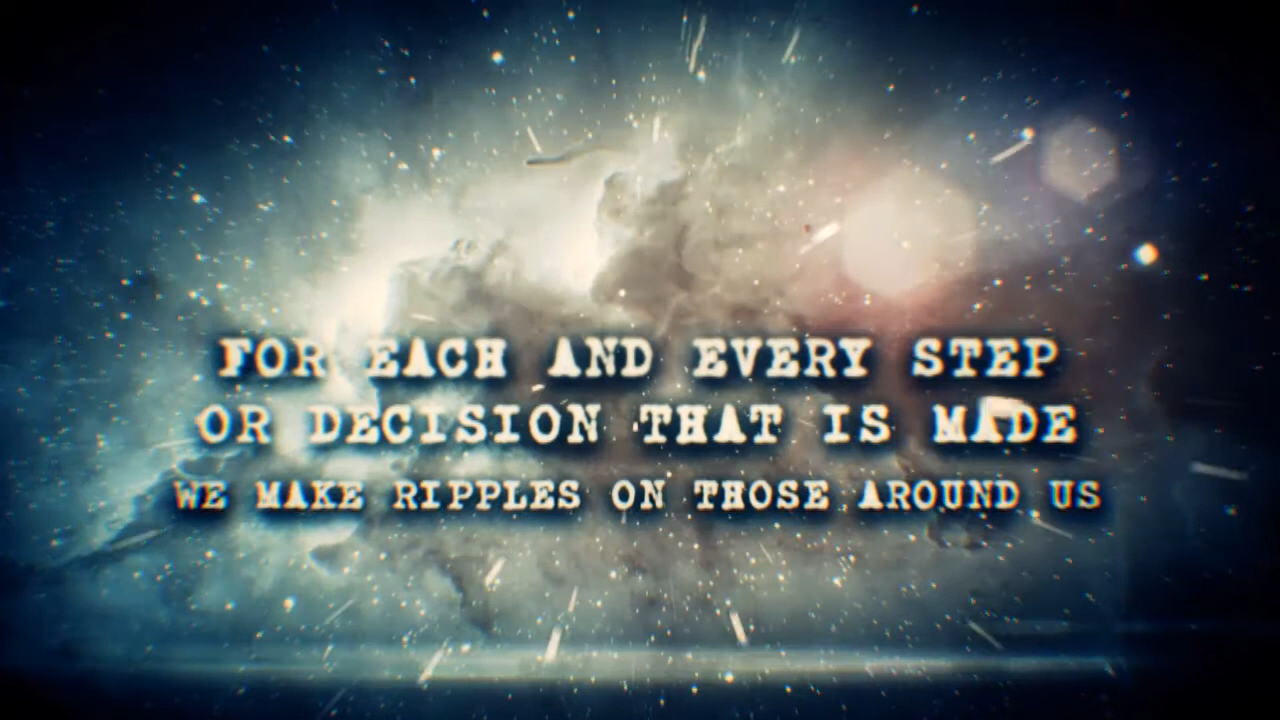 FOR EACH AND EVERY STEP
OR DECISION THAT IS MADE
WE MAKE RIPPLES ON THOSE AROUND US